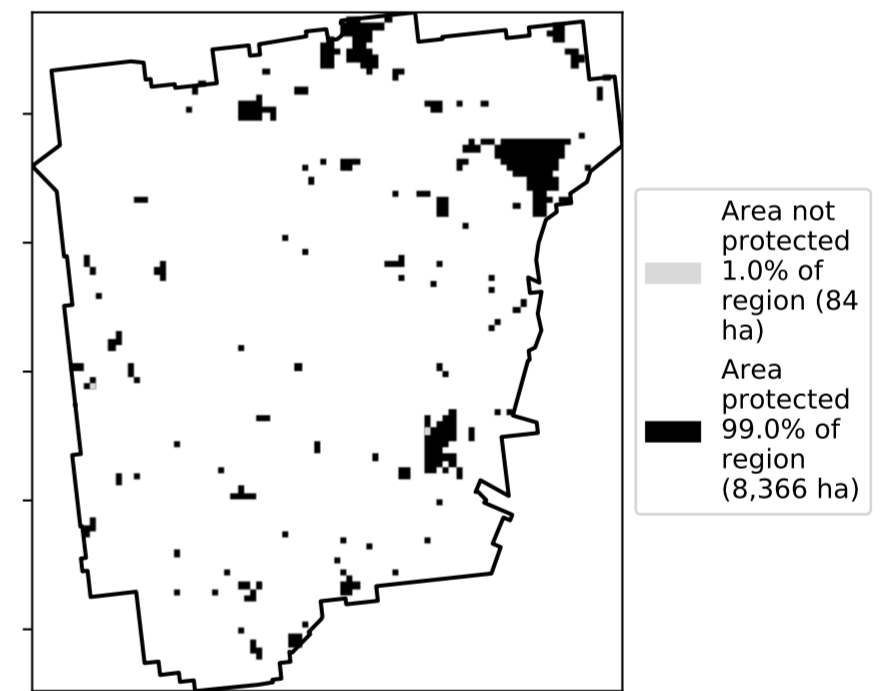 Area not
protected
1.0% of
region (84
ha)
Area
protected
99.0% of
region
(8,366 ha)